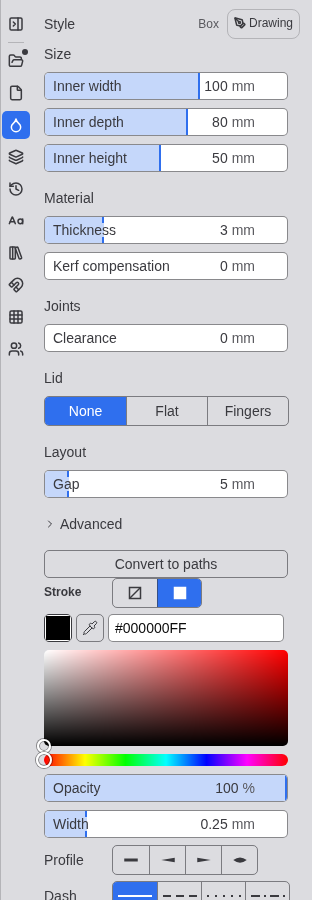 Style Box Drawing
Size
Inner width 100 mm
Inner depth 80 mm
Inner height 50 mm
Material
Thickness 3 mm
Kerf compensation 0 mm
Joints
Clearance 0 mm
Lid
None Flat Fingers
Layout
Gap 5 mm
Advanced
Convert to paths
Stroke
#000000FF
Opacity 100 %
Width 0.25 mm
Profile
Dash